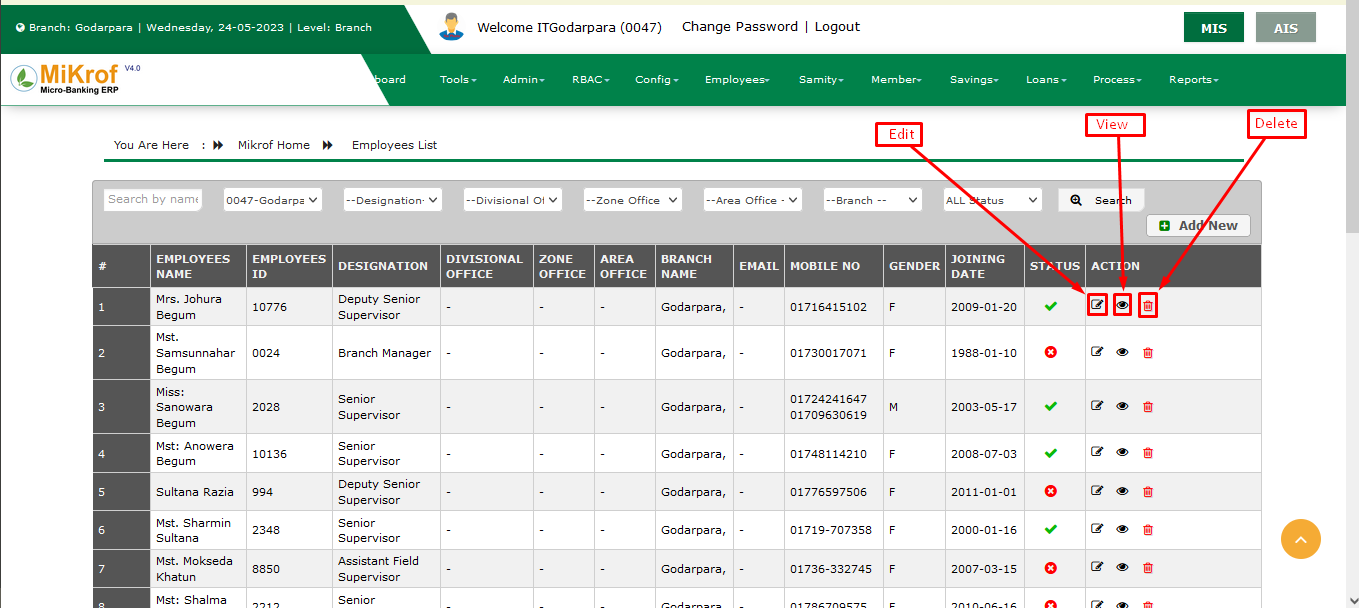 Branch: Godarpara | Wednesday, 24-05-2023 | Level: Branch
Welcome ITGodarpara (0047) Change Password | Logout
MIS AIS
MiKrof V4.0
Micro-Banking ERP
board Tools Admin RBAC Config Employees Samity Member Savings Loans Process Reports
Edit View Delete
You Are Here : Mikrof Home Employees List
Search by name 0047-Godarpa --Designation- --Divisional Of --Zone Office --Area Office - --Branch -- ALL Status Search
Add New
# EMPLOYEES NAME EMPLOYEES ID DESIGNATION DIVISIONAL OFFICE ZONE OFFICE AREA OFFICE BRANCH NAME EMAIL MOBILE NO GENDER JOINING DATE STATUS ACTION
1 Mrs. Johura Begum 10776 Deputy Senior Supervisor - - - Godarpara, - 01716415102 F 2009-01-20
2 Mst. Samsunnahar Begum 0024 Branch Manager - - - Godarpara, - 01730017071 F 1988-01-10
3 Miss: Sanowara Begum 2028 Senior Supervisor - - - Godarpara, - 01724241647 01709630619 M 2003-05-17
4 Mst: Anowera Begum 10136 Senior Supervisor - - - Godarpara, - 01748114210 F 2008-07-03
5 Sultana Razia 994 Deputy Senior Supervisor - - - Godarpara, - 01776597506 F 2011-01-01
6 Mst. Sharmin Sultana 2348 Senior Supervisor - - - Godarpara, - 01719-707358 F 2000-01-16
7 Mst. Mokseda Khatun 8850 Assistant Field Supervisor - - - Godarpara, - 01736-332745 F 2007-03-15
8 Mst: Shalma 2212 Senior - - - Godarpara, - 01786709575 F 2010-06-16